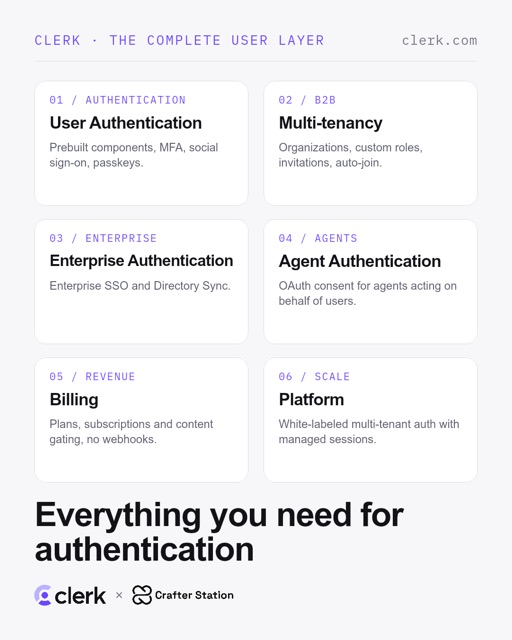 CLERK · THE COMPLETE USER LAYER
clerk.com
01 / AUTHENTICATION
User Authentication
Prebuilt components, MFA, social
sign-on, passkeys.
02 / B2B
Multi-tenancy
Organizations, custom roles,
invitations, auto-join.
03 / ENTERPRISE
Enterprise Authentication
Enterprise SSO and Directory Sync.
04 / AGENTS
Agent Authentication
OAuth consent for agents acting on
behalf of users.
05 / REVENUE
Billing
Plans, subscriptions and content
gating, no webhooks.
06 / SCALE
Platform
White-labeled multi-tenant auth with
managed sessions.
Everything you need for
authentication
clerk × Crafter Station